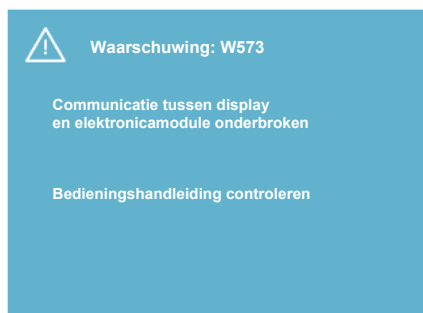 Waarschuwing: W573
Communicatie tussen display
en elektronicamodule onderbroken
Bedieningshandleiding controleren